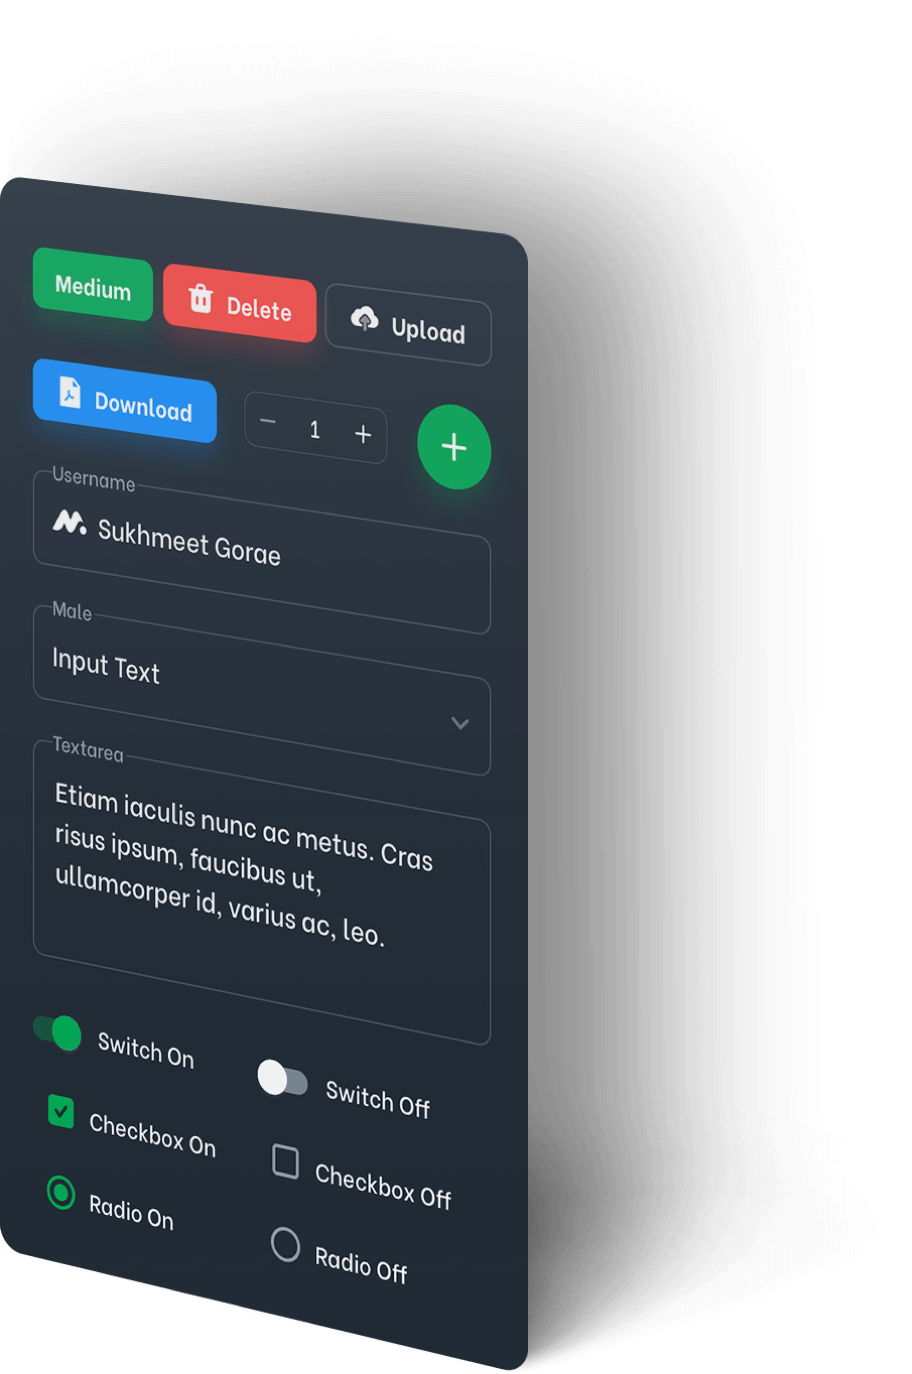 Medium
Delete
Upload
Download
1
Username
Sukhmeet Gorae
Male
Input Text
Textarea
Etiam iaculis nunc ac metus. Cras
risus ipsum, faucibus ut,
ullamcorper id, varius ac, leo.
Switch On
Switch Off
Checkbox On
Checkbox Off
Radio On
Radio Off